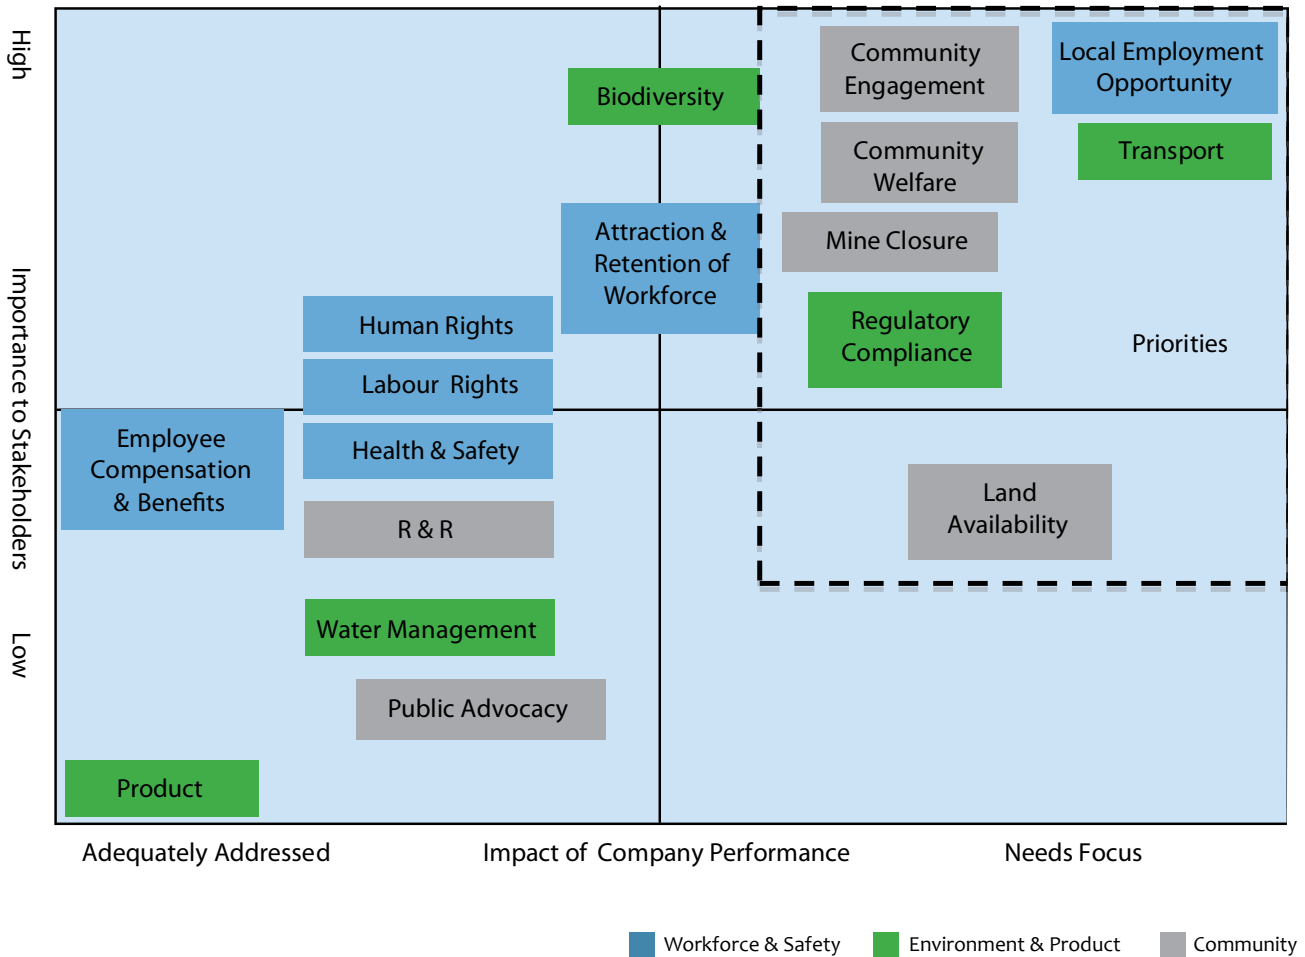 High
Importance to Stakeholders
Low
Community
Engagement
Local Employment
Opportunity
Biodiversity
Community
Welfare
Transport
Attraction &
Retention of
Workforce
Mine Closure
Human Rights
Regulatory
Compliance
Priorities
Labour Rights
Employee
Compensation
& Benefits
Health & Safety
R & R
Land
Availability
Water Management
Public Advocacy
Product
Adequately Addressed
Impact of Company Performance
Needs Focus
Workforce & Safety
Environment & Product
Community